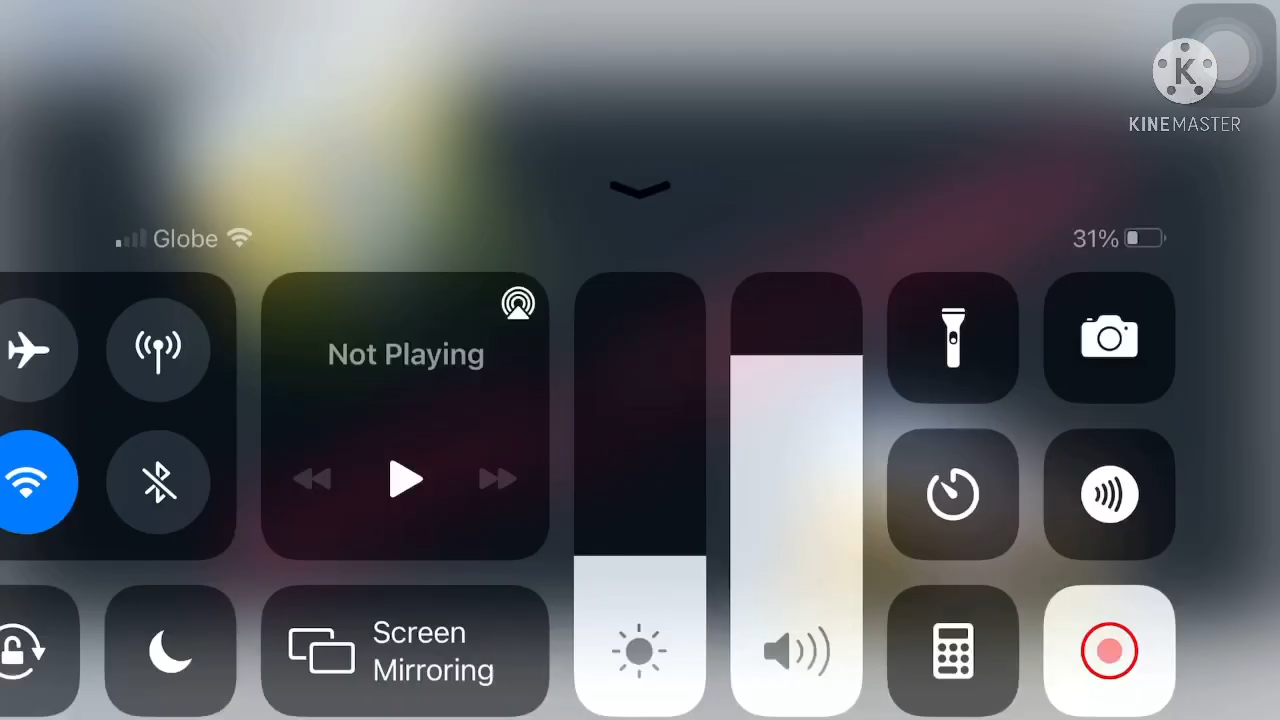 K
KINEMASTER
Globe
31%
Not Playing
Screen
Mirroring